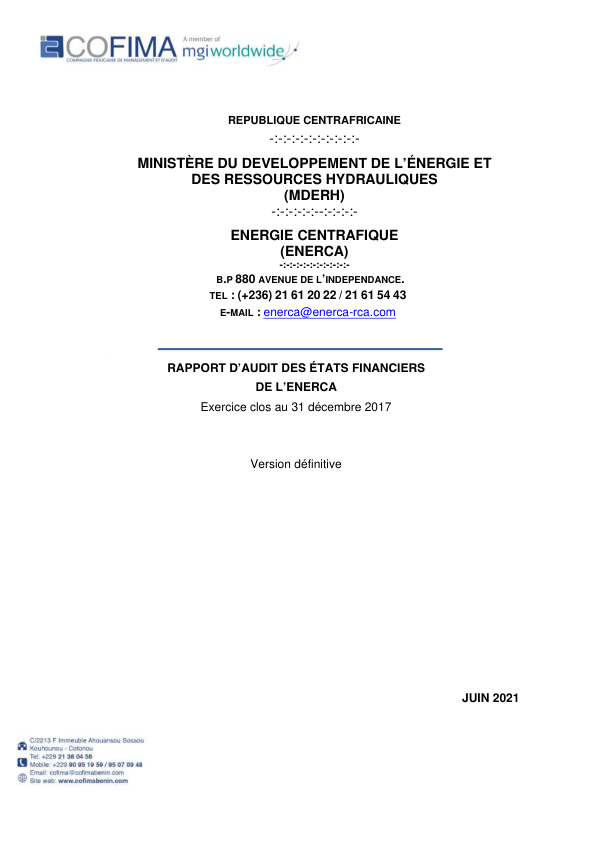 COFIMA
COMPAGNIE FIDUCIAIRE DE MANAGEMENT ET D'AUDIT
A member of
mgiworldwide
REPUBLIQUE CENTRAFRICAINE
-:-:-:-:-:-:-:-:-:-:-
MINISTÈRE DU DEVELOPPEMENT DE L'ÉNERGIE ET
DES RESSOURCES HYDRAULIQUES
(MDERH)
-:-:-:-:-:--:-:-:-:-
ENERGIE CENTRAFIQUE
(ENERCA)
-:-:-:-:-:-:-:-:-:-:-
B.P 880 AVENUE DE L'INDEPENDANCE.
TEL : (+236) 21 61 20 22 / 21 61 54 43
E-MAIL : enerca@enerca-rca.com
RAPPORT D'AUDIT DES ÉTATS FINANCIERS
DE L'ENERCA
Exercice clos au 31 décembre 2017
Version définitive
JUIN 2021
C/2213 F Immeuble Ahouansou Sossou
Kouhounou - Cotonou
Tel: +229 21 38 04 58
Mobile: +229 90 95 19 59 / 95 07 09 48
Email: cofima@cofimabenin.com
Site web: www.cofimabenin.com